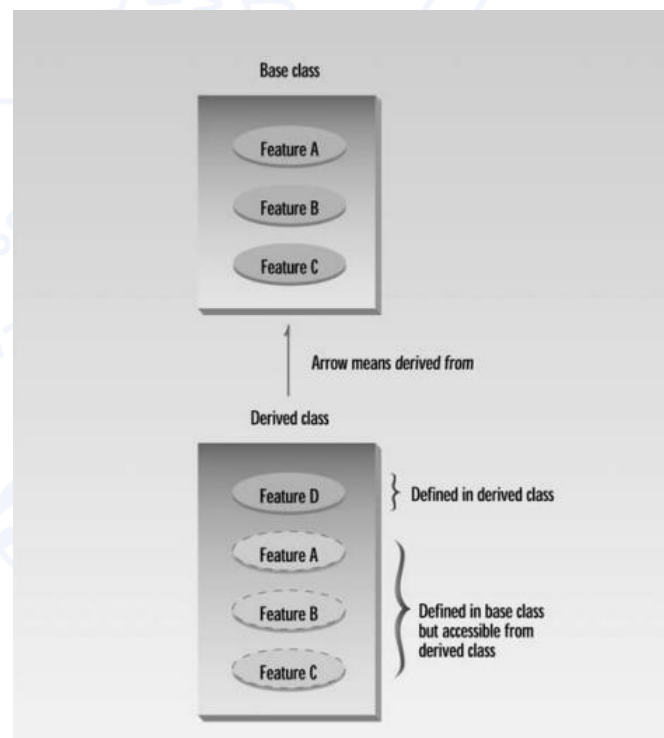 Base class
Feature A
Feature B
Feature C
Arrow means derived from
Derived class
Feature D
Defined in derived class
Feature A
Feature B
Defined in base class
but accessible from
derived class
Feature C